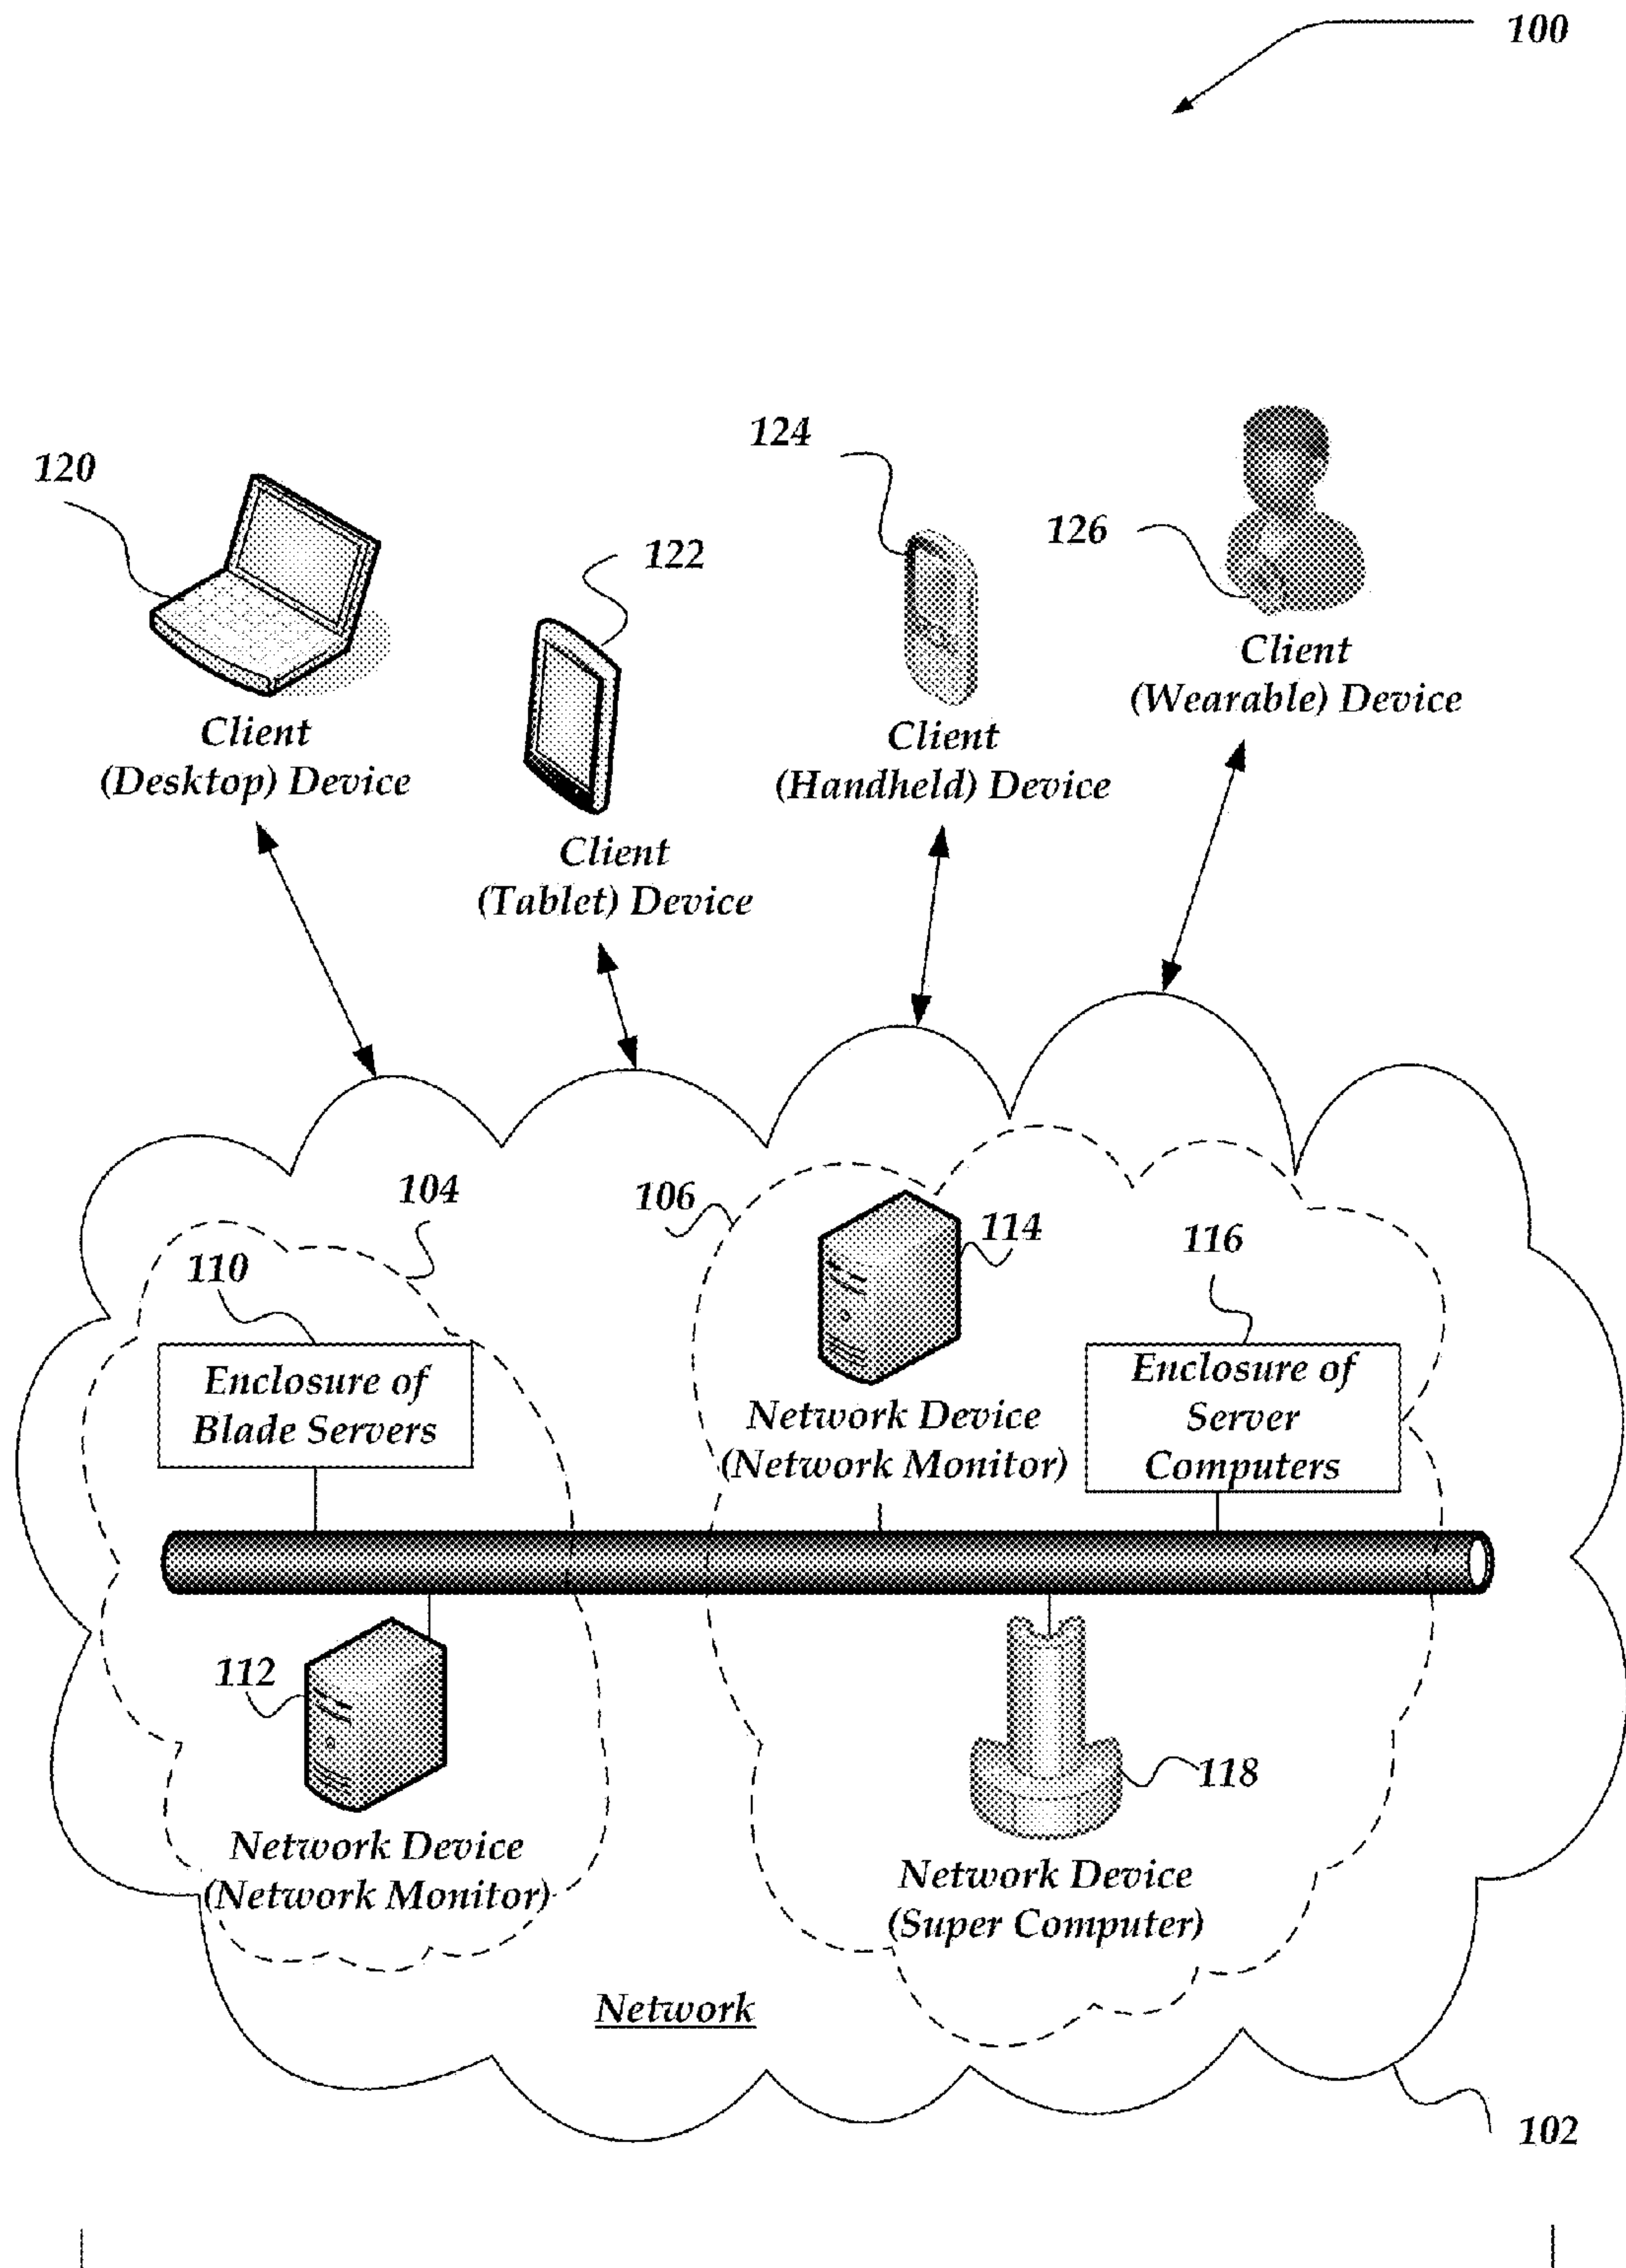 100
120
124
126
122
Client
(Wearable) Device
Client
(Desktop) Device
Client
(Handheld) Device
Client
(Tablet) Device
104
106
114
116
110
Enclosure of
Blade Servers
Enclosure of
Server
Computers
Network Device
(Network Monitor)
112
118
Network Device
(Network Monitor)
Network Device
(Super Computer)
Network
102